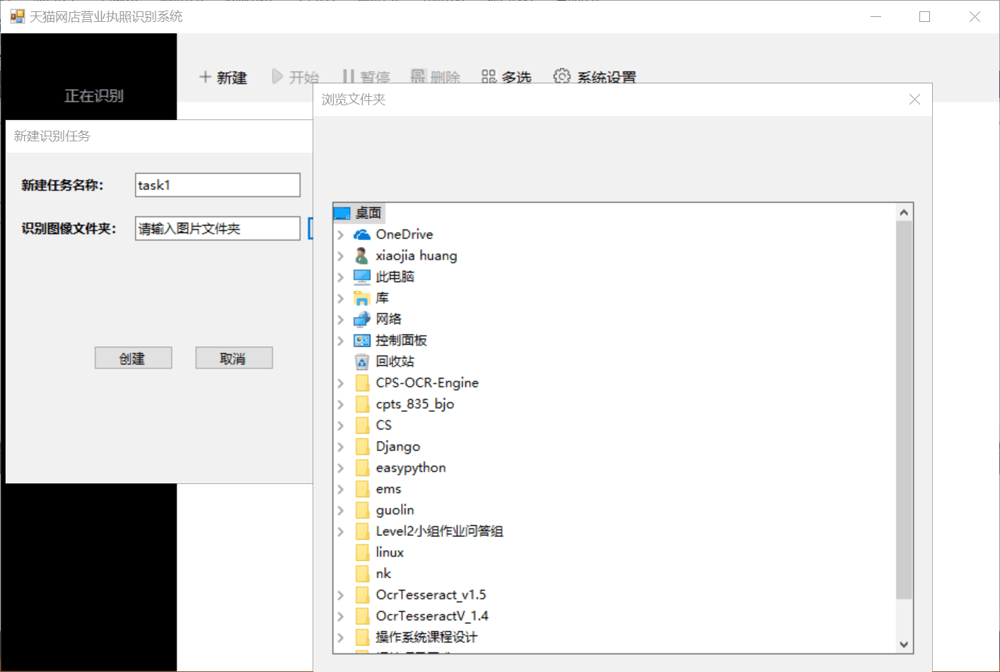 天猫网店营业执照识别系统
新建 开始 暂停 删除 多选 系统设置
正在识别
新建识别任务
新建任务名称： task1
识别图像文件夹： 请输入图片文件夹
创建 取消
浏览文件夹
桌面
OneDrive
xiaojia huang
此电脑
库
网络
控制面板
回收站
CPS-OCR-Engine
cpts_835_bjo
CS
Django
easypython
ems
guolin
Level2小组作业问答组
linux
nk
OcrTesseract_v1.5
OcrTesseractV_1.4
操作系统课程设计